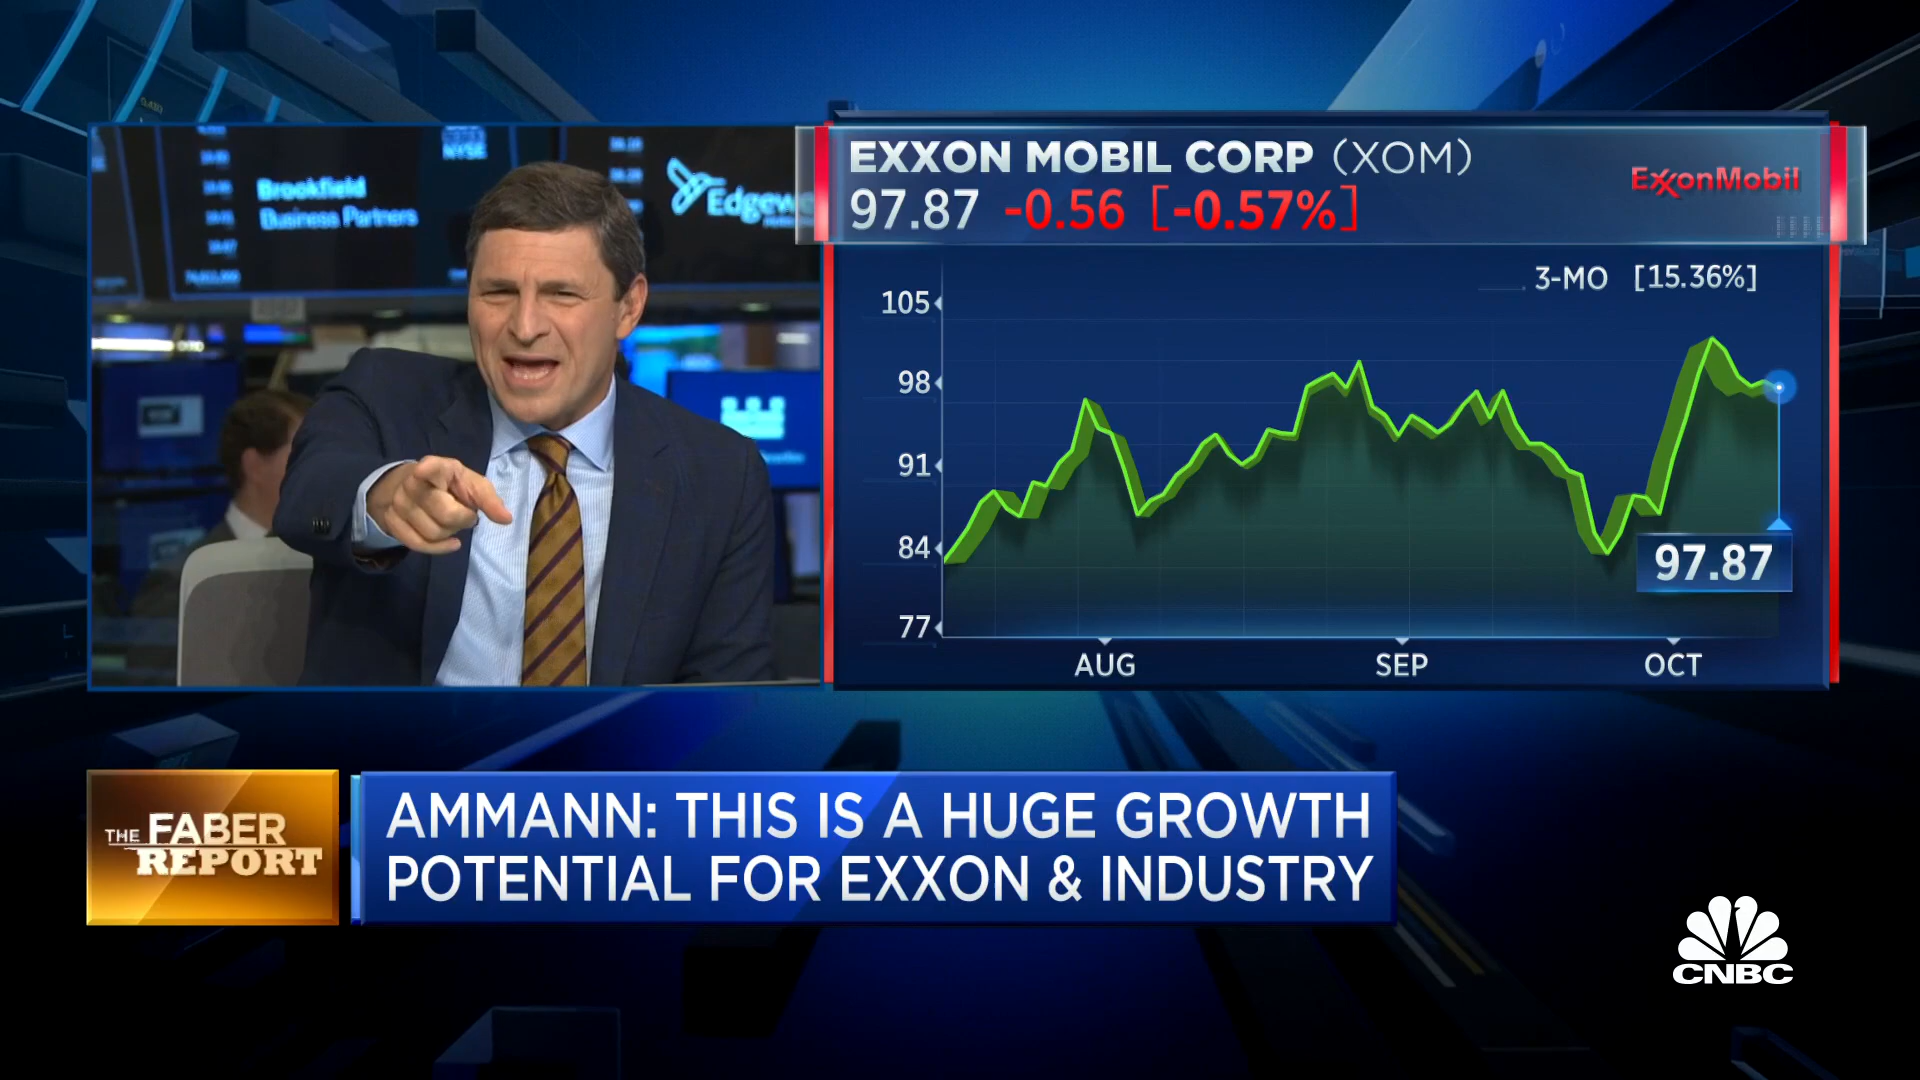 Brookfield
Business Partners
NYSE
EXXON MOBIL CORP (XOM)
97.87 -0.56 [-0.57%]
ExxonMobil
3-MO [15.36%]
105
98
91
84
77
AUG SEP OCT
97.87
THE FABER
REPORT
AMMANN: THIS IS A HUGE GROWTH
POTENTIAL FOR EXXON & INDUSTRY
CNBC